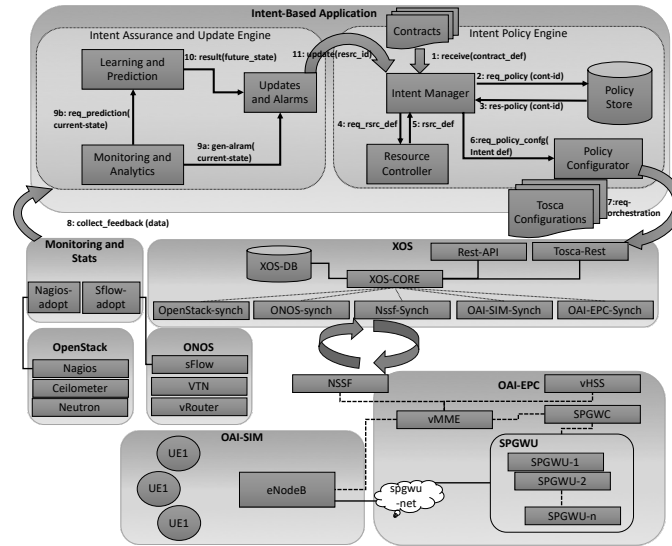 Intent-Based Application
Intent Assurance and Update Engine
Intent Policy Engine
Contracts
11: update(resrc_id)
1: receive(contract_def)
10: result(future_state)
Learning and
Prediction
Updates
and Alarms
Intent Manager
2: req_policy (cont-id)
3: res-policy (cont-id)
Policy
Store
9b: req_prediction(
current-state)
9a: gen-alram(
current-state)
4: req_rsrc_def
5: rsrc_def
6:req_policy_confg(
Intent def)
Monitoring and
Analytics
Resource
Controller
Policy
Configurator
Tosca
Configurations
7:req-
orchestration
8: collect_feedback (data)
Monitoring and
Stats
XOS
XOS-DB
Rest-API
Tosca-Rest
XOS-CORE
Nagios-
adopt
Sflow-
adopt
OpenStack-synch
ONOS-synch
Nssf-Synch
OAI-SIM-Synch
OAI-EPC-Synch
OpenStack
Nagios
Ceilometer
Neutron
ONOS
sFlow
VTN
vRouter
NSSF
OAI-EPC
vHSS
vMME
SPGWC
OAI-SIM
UE1
UE1
UE1
eNodeB
spgwu
-net
SPGWU
SPGWU-1
SPGWU-2
SPGWU-n